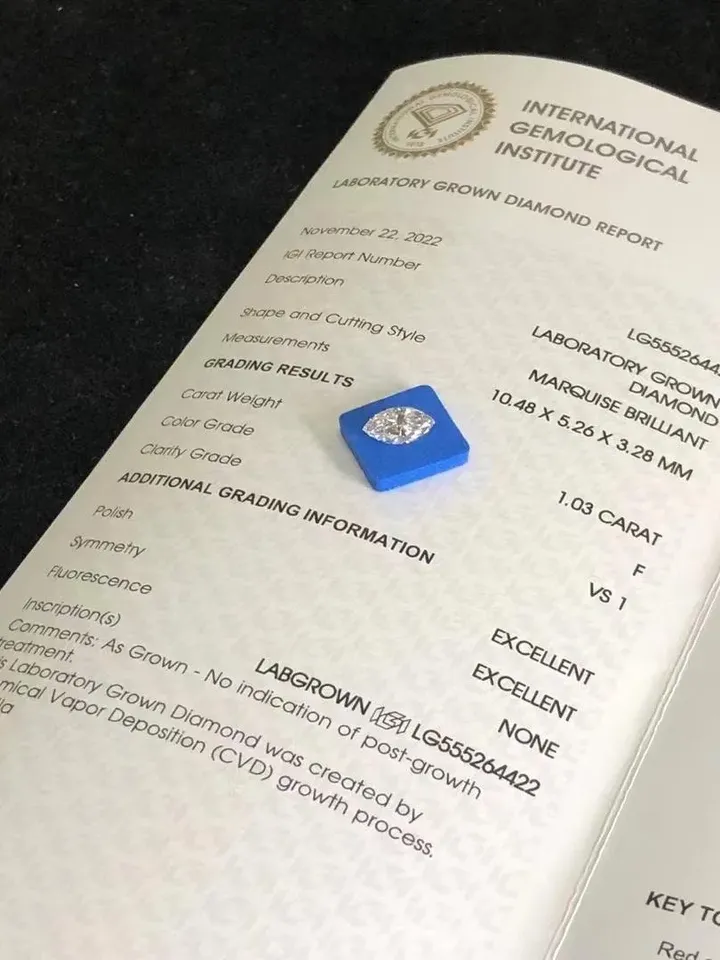 INTERNATIONAL
GEMOLOGICAL
INSTITUTE
LABORATORY GROWN DIAMOND REPORT
November 22, 2022
IGI Report Number
LG5552644
Description
LABORATORY GROWN
DIAMOND
Shape and Cutting Style
MARQUISE BRILLIANT
Measurements
10.48 X 5.26 X 3.28 MM
GRADING RESULTS
Carat Weight
1.03 CARAT
Color Grade
F
Clarity Grade
VS 1
ADDITIONAL GRADING INFORMATION
Polish
EXCELLENT
Symmetry
EXCELLENT
Fluorescence
NONE
Inscription(s)
LABGROWN IGI LG555264422
Comments: As Grown - No indication of post-growth
reatment.
s Laboratory Grown Diamond was created by
mical Vapor Deposition (CVD) growth process.
la
KEY TO
Red